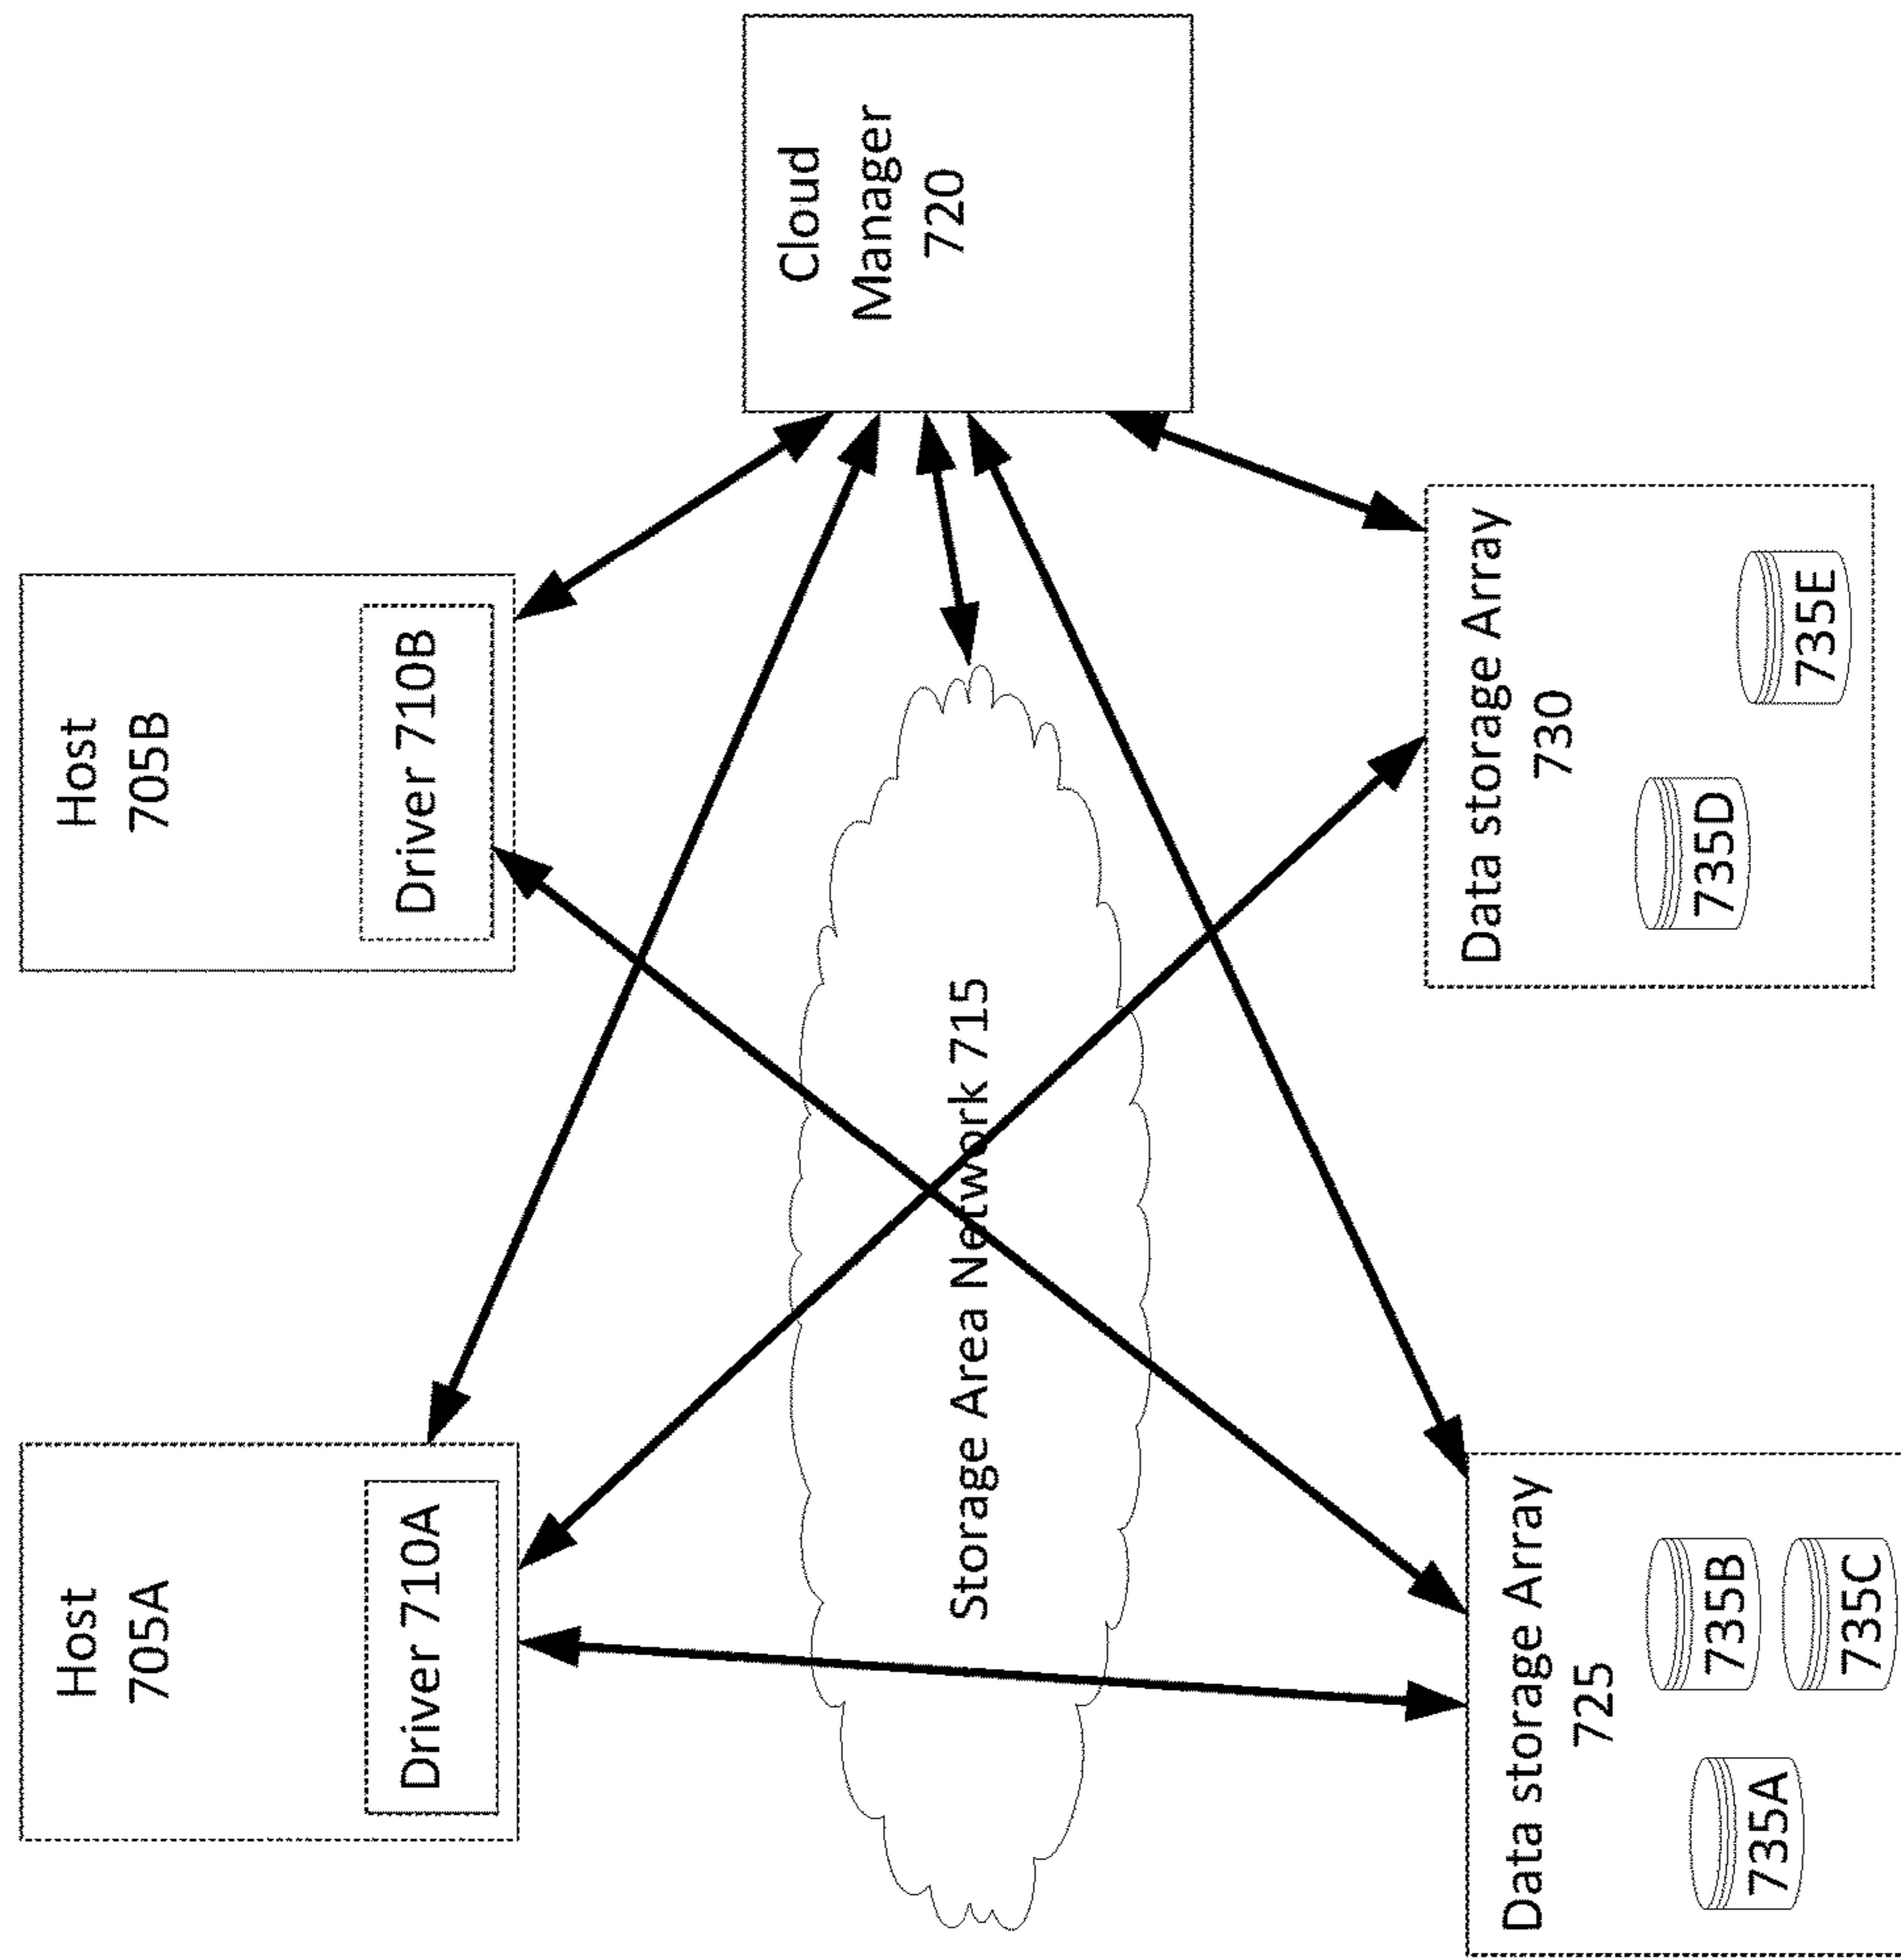 Host
705A
Driver 710A
Host
705B
Driver 710B
Storage Area Network 715
Cloud
Manager
720
Data storage Array
725
735A
735B
735C
Data storage Array
730
735D
735E